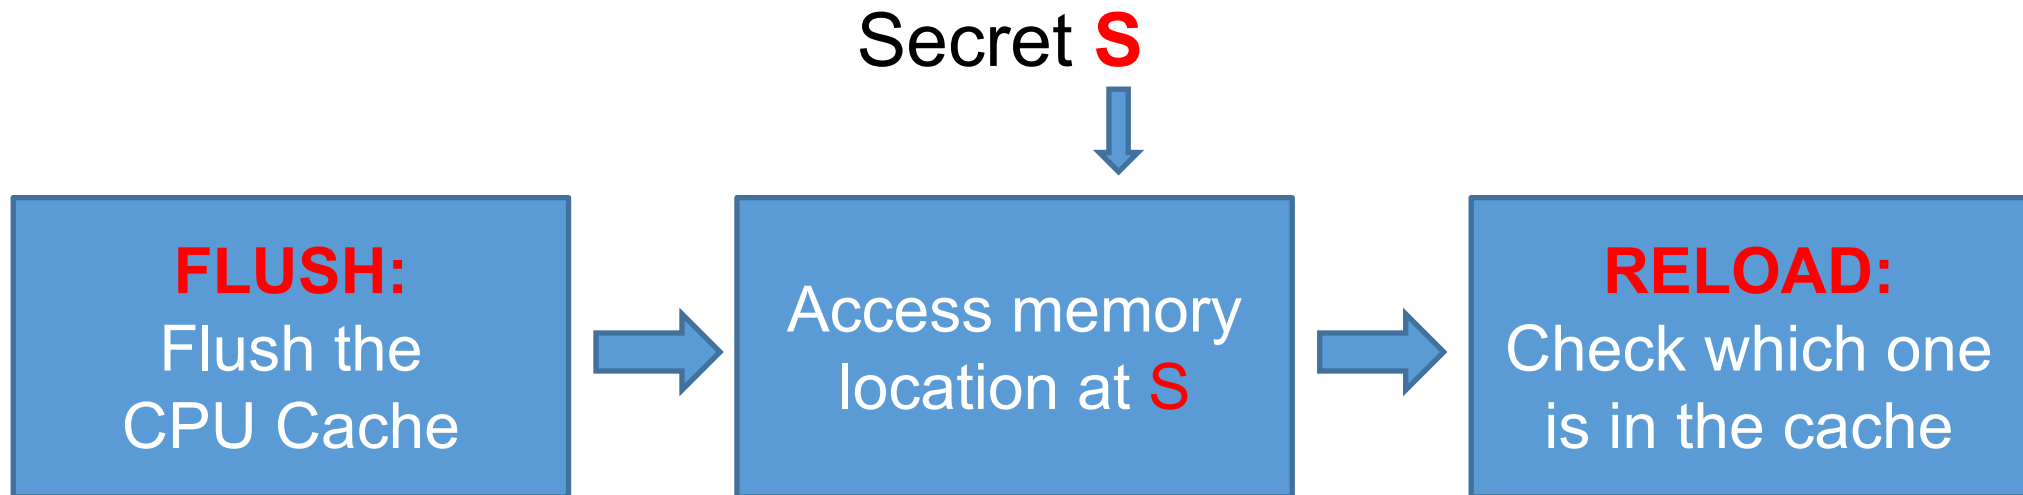 Secret S
FLUSH:
Flush the
CPU Cache
Access memory
location at S
RELOAD:
Check which one
is in the cache